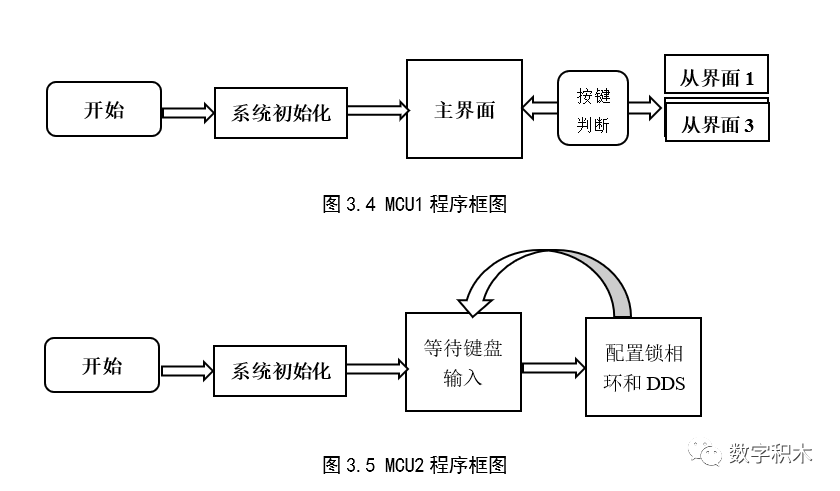 开始
系统初始化
主界面
按键
判断
从界面 1
从界面 3
图 3.4 MCU1 程序框图
开始
系统初始化
等待键盘
输入
配置锁相
环和 DDS
图 3.5 MCU2 程序框图
数字积木